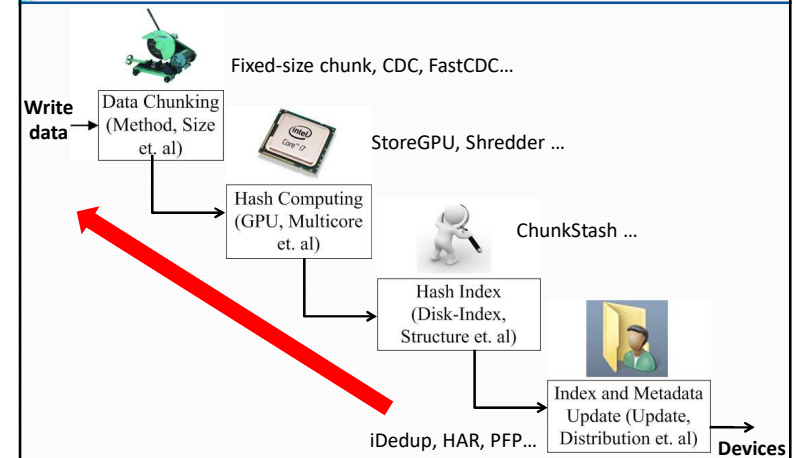 Fixed-size chunk, CDC, FastCDC...
Write
data
Data Chunking
(Method, Size
et. al)
intel
Core™ i7
StoreGPU, Shredder ...
Hash Computing
(GPU, Multicore
et. al)
ChunkStash ...
Hash Index
(Disk-Index,
Structure et. al)
Index and Metadata
Update (Update,
Distribution et. al)
iDedup, HAR, PFP...
Devices